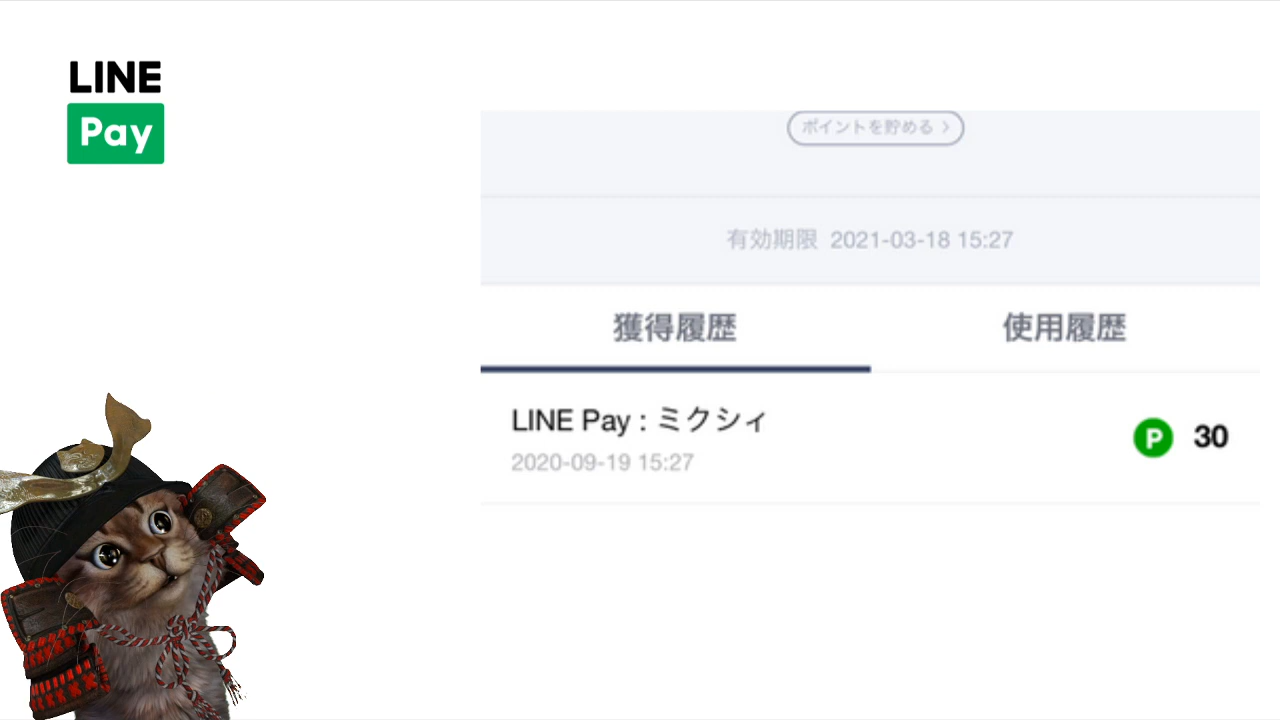 LINE
Pay
ポイントを貯める >
有効期限 2021-03-18 15:27
獲得履歴
使用履歴
LINE Pay : ミクシィ
P 30
2020-09-19 15:27